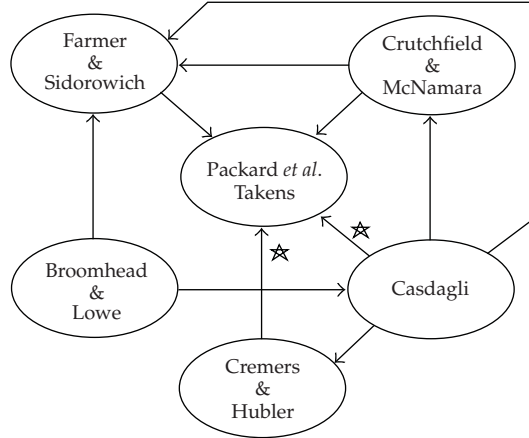 Farmer
&
Sidorowich
Crutchfield
&
McNamara
Packard et al.
Takens
Broomhead
&
Lowe
Casdagli
Cremers
&
Hubler